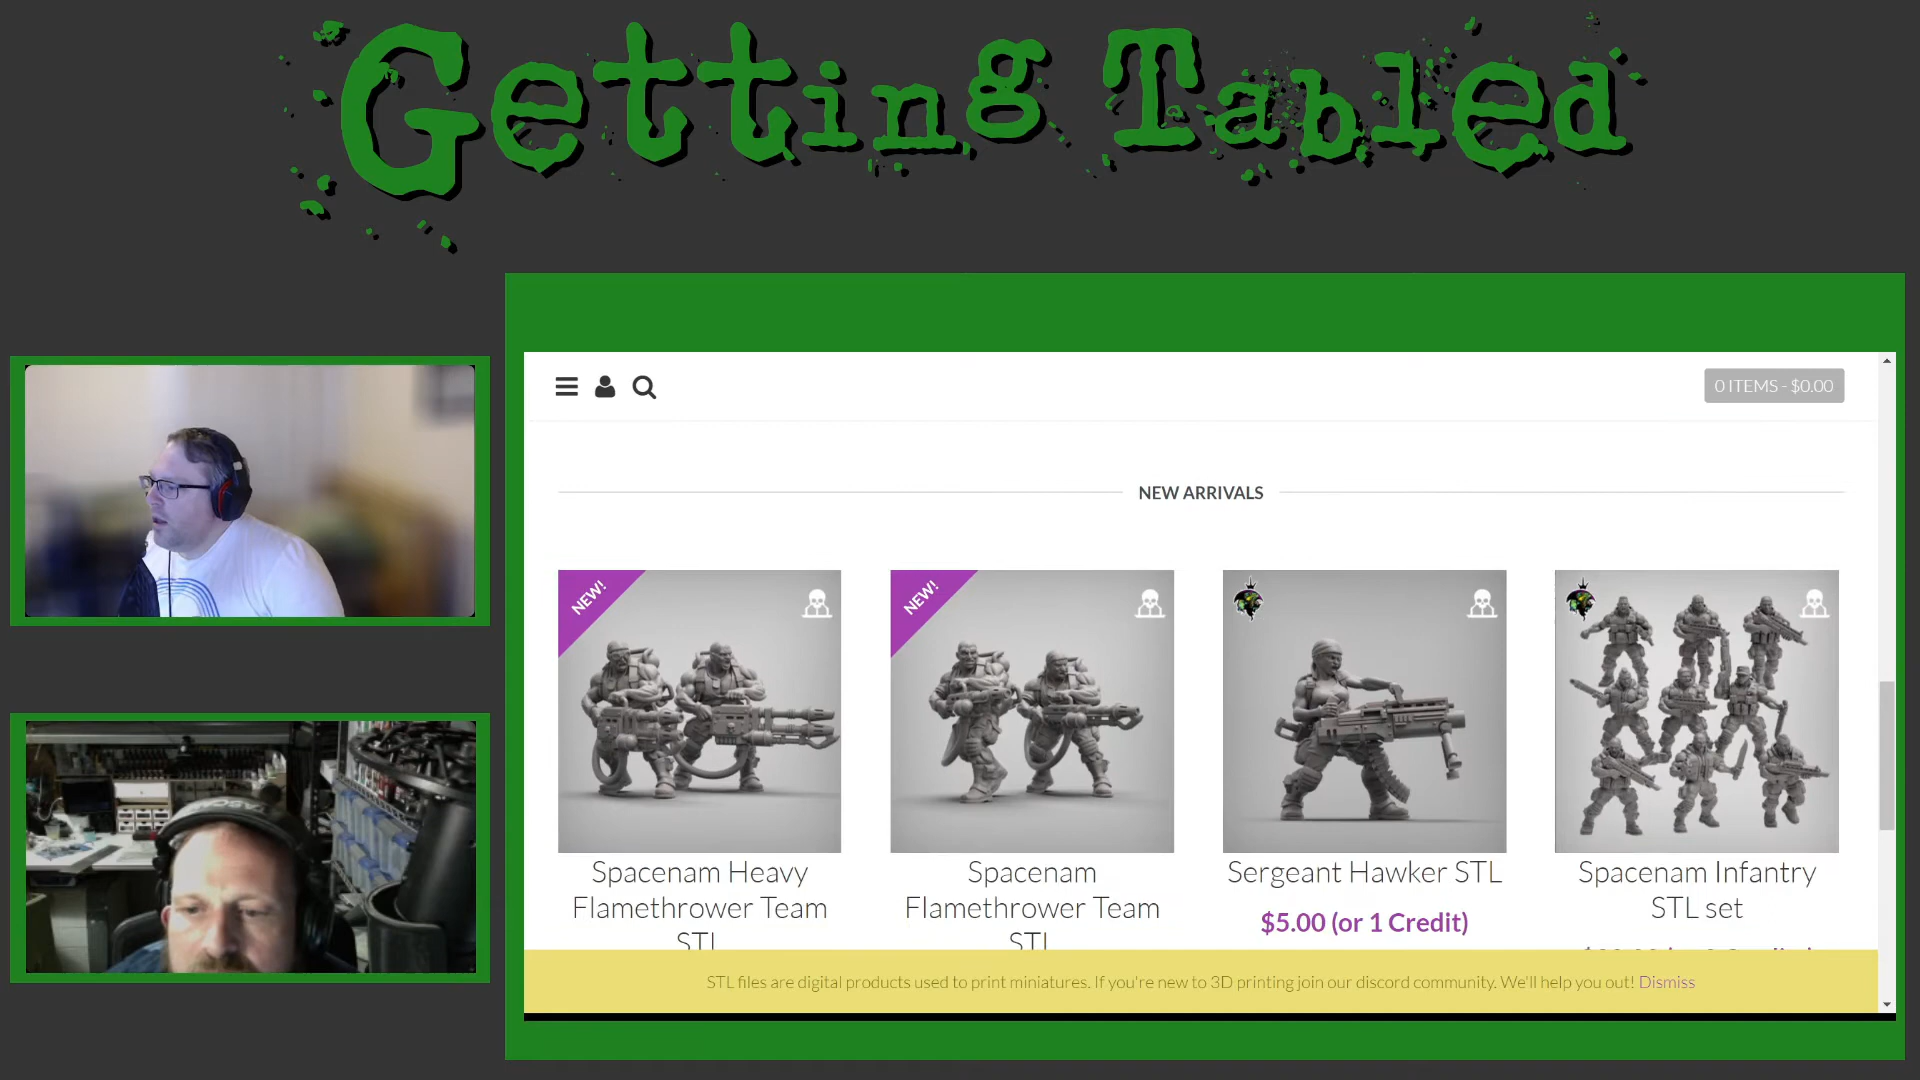 Getting Tabled
0 ITEMS - $0.00
NEW ARRIVALS
NEW!
NEW!
Spacenam Heavy
Flamethrower Team
STL
Spacenam
Flamethrower Team
STL
Sergeant Hawker STL
$5.00 (or 1 Credit)
Spacenam Infantry
STL set
STL files are digital products used to print miniatures. If you're new to 3D printing join our discord community. We'll help you out! Dismiss